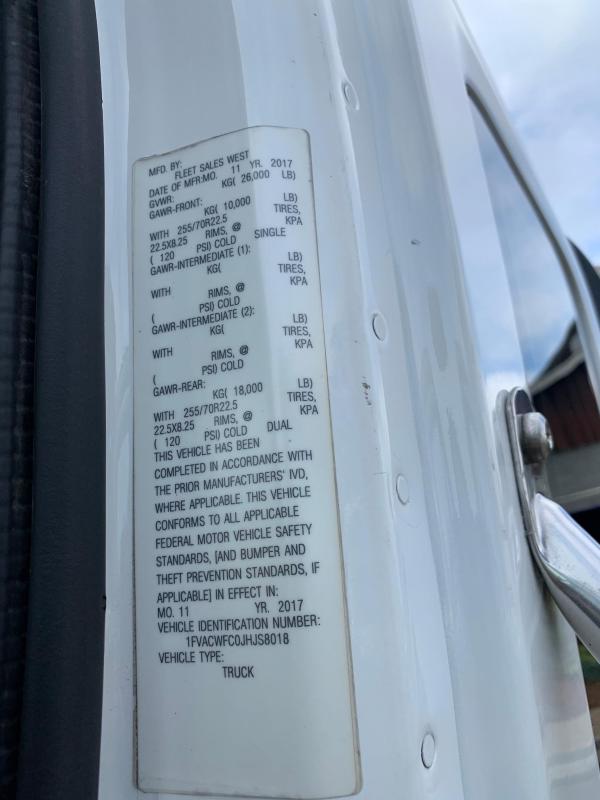 MFD. BY:
FLEET SALES WEST
DATE OF MFR:MO. 11 YR. 2017
GVWR: KG( 26,000 LB)
GAWR-FRONT:
KG( 10,000 LB)
WITH 255/70R22.5 TIRES,
22.5X8.25 RIMS, @ KPA
( 120 PSI) COLD SINGLE
GAWR-INTERMEDIATE (1):
KG( LB)
WITH TIRES,
RIMS, @ KPA
( PSI) COLD
GAWR-INTERMEDIATE (2):
KG( LB)
WITH TIRES,
RIMS, @ KPA
( PSI) COLD
GAWR-REAR:
KG( 18,000 LB)
WITH 255/70R22.5 TIRES,
22.5X8.25 RIMS, @ KPA
( 120 PSI) COLD DUAL
THIS VEHICLE HAS BEEN
COMPLETED IN ACCORDANCE WITH
THE PRIOR MANUFACTURERS' IVD,
WHERE APPLICABLE. THIS VEHICLE
CONFORMS TO ALL APPLICABLE
FEDERAL MOTOR VEHICLE SAFETY
STANDARDS, [AND BUMPER AND
THEFT PREVENTION STANDARDS, IF
APPLICABLE] IN EFFECT IN:
MO. 11 YR. 2017
VEHICLE IDENTIFICATION NUMBER:
1FVACWFC0JHJS8018
VEHICLE TYPE:
TRUCK